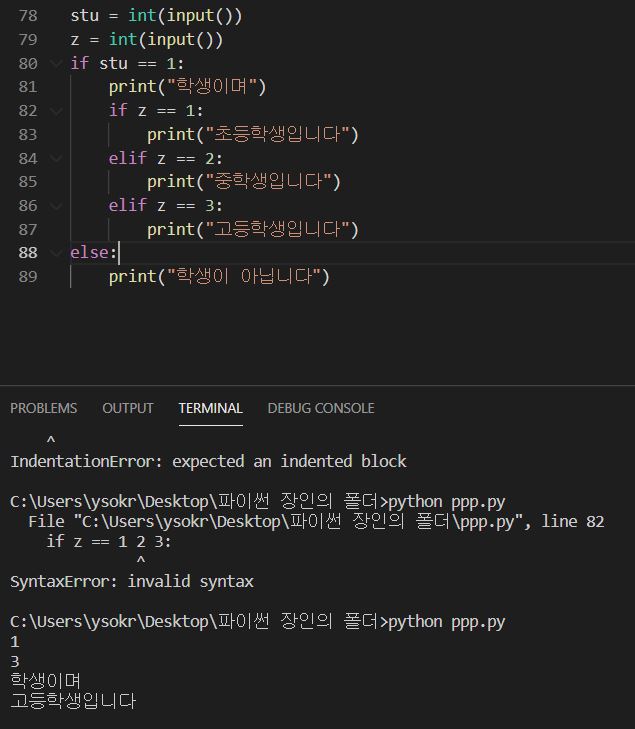 78 stu = int(input())
79 z = int(input())
80 if stu == 1:
81     print("학생이며")
82     if z == 1:
83         print("초등학생입니다")
84     elif z == 2:
85         print("중학생입니다")
86     elif z == 3:
87         print("고등학생입니다")
88 else:
89     print("학생이 아닙니다")
PROBLEMS OUTPUT TERMINAL DEBUG CONSOLE
    ^
IndentationError: expected an indented block
C:\Users\ysokr\Desktop\파이썬 장인의 폴더>python ppp.py
  File "C:\Users\ysokr\Desktop\파이썬 장인의 폴더\ppp.py", line 82
    if z == 1 2 3:
              ^
SyntaxError: invalid syntax
C:\Users\ysokr\Desktop\파이썬 장인의 폴더>python ppp.py
1
3
학생이며
고등학생입니다